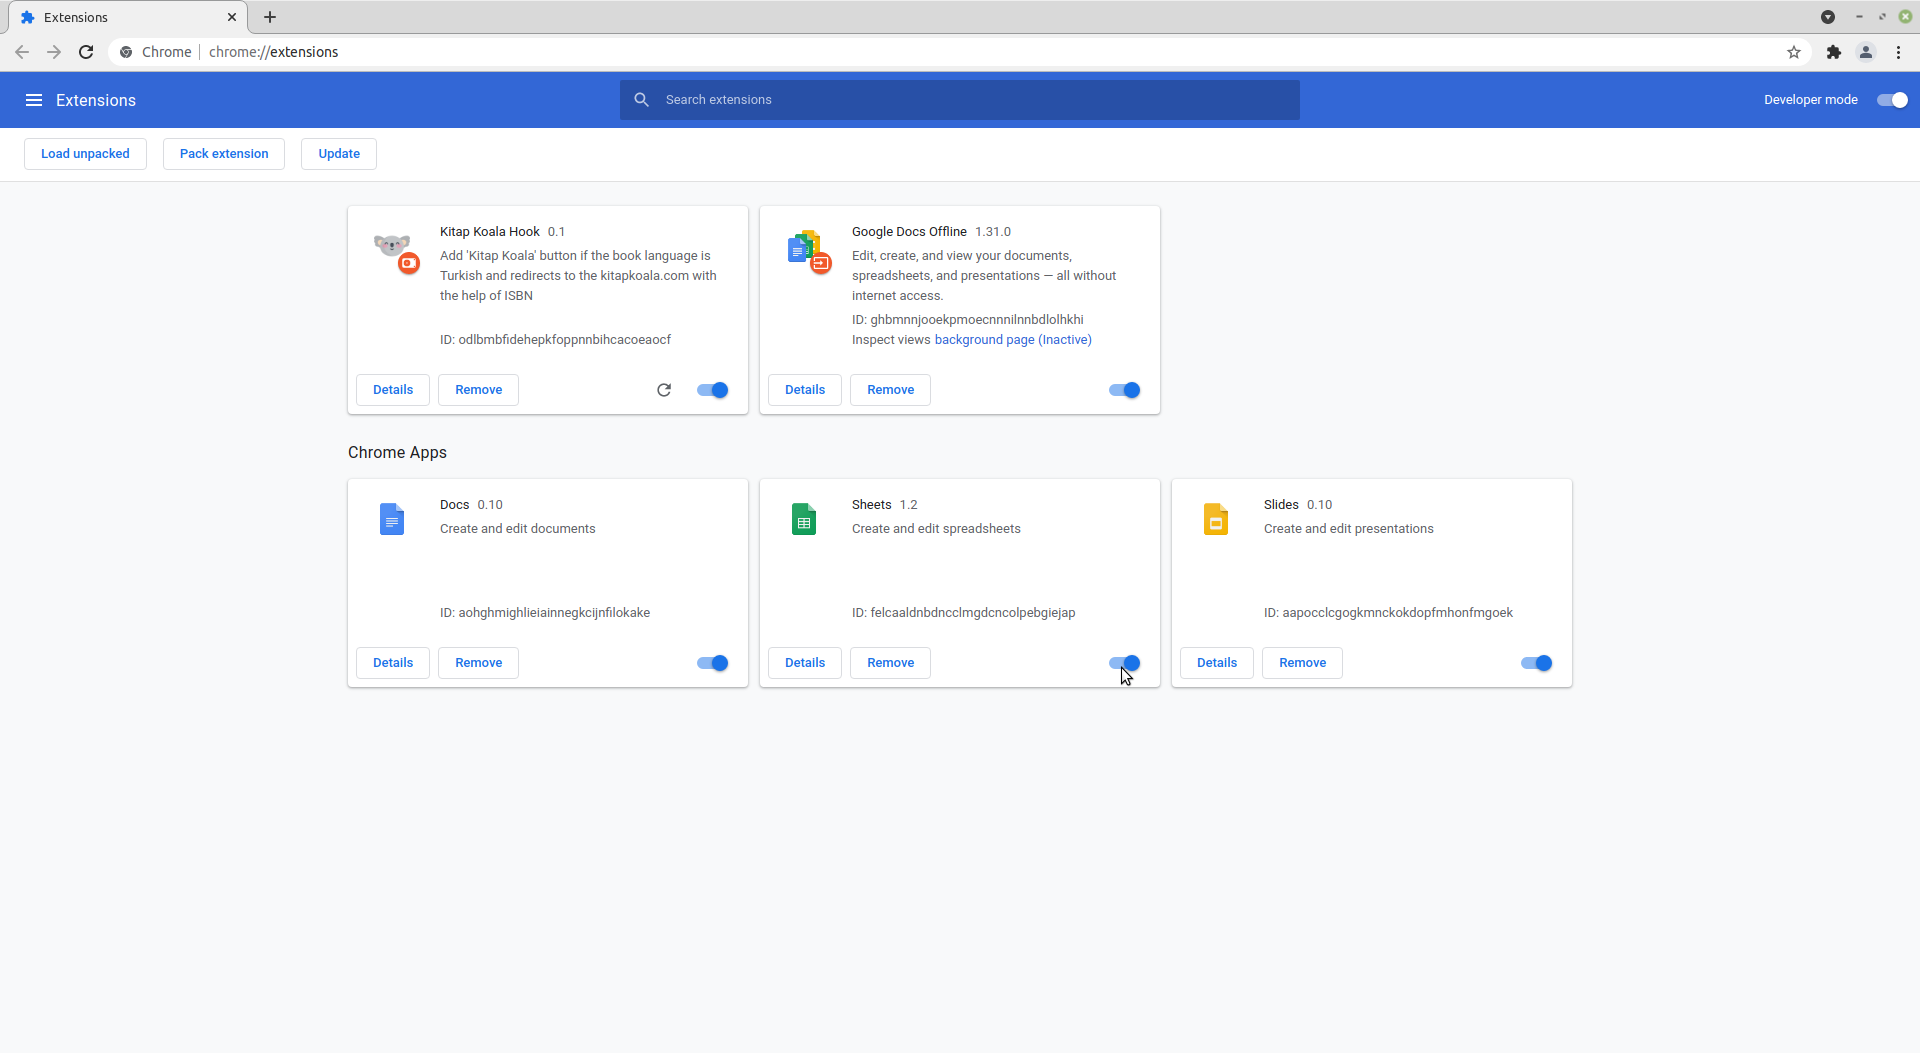 Extensions
Chrome
chrome://extensions
Extensions
Search extensions
Developer mode
Load unpacked
Pack extension
Update
Kitap Koala Hook 0.1
Add 'Kitap Koala' button if the book language is
Turkish and redirects to the kitapkoala.com with
the help of ISBN
ID: odlbmbfidehepkfoppnnbihcacoeaocf
Details
Remove
Google Docs Offline 1.31.0
Edit, create, and view your documents,
spreadsheets, and presentations — all without
internet access.
ID: ghbmnnjooekpmoecnnnilnnbdlolhkhi
Inspect views background page (Inactive)
Details
Remove
Chrome Apps
Docs 0.10
Create and edit documents
ID: aohghmighlieiainnegkcijnfilokake
Details
Remove
Sheets 1.2
Create and edit spreadsheets
ID: felcaaldnbdncclmgdcncolpebgiejap
Details
Remove
Slides 0.10
Create and edit presentations
ID: aapocclcgogkmnckokdopfmhonfmgoek
Details
Remove